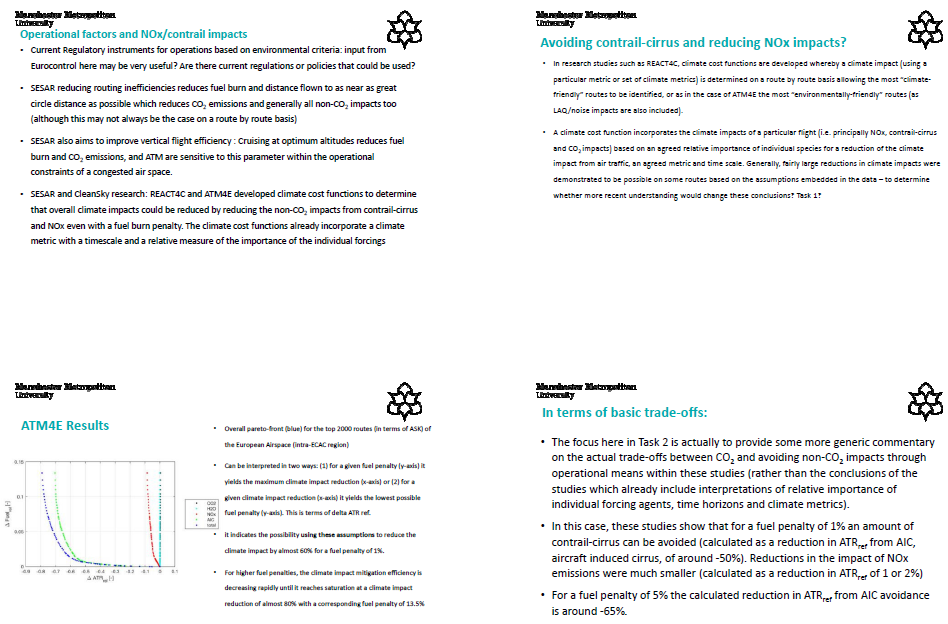 Manchester Metropolitan
University
Operational factors and NOx/contrail impacts
• Current Regulatory instruments for operations based on environmental criteria: input from
Eurocontrol here may be very useful? Are there current regulations or policies that could be used?
• SESAR reducing routing inefficiencies reduces fuel burn and distance flown to as near as great
circle distance as possible which reduces CO₂ emissions and generally all non-CO₂ impacts too
(although this may not always be the case on a route by route basis)
• SESAR also aims to improve vertical flight efficiency : Cruising at optimum altitudes reduces fuel
burn and CO₂ emissions, and ATM are sensitive to this parameter within the operational
constraints of a congested air space.
• SESAR and CleanSky research: REACT4C and ATM4E developed climate cost functions to determine
that overall climate impacts could be reduced by reducing the non-CO₂ impacts from contrail-cirrus
and NOx even with a fuel burn penalty. The climate cost functions already incorporate a climate
metric with a timescale and a relative measure of the importance of the individual forcings
Manchester Metropolitan
University
Avoiding contrail-cirrus and reducing NOx impacts?
• In research studies such as REACT4C, climate cost functions are developed whereby a climate impact (using a
particular metric or set of climate metrics) is determined on a route by route basis allowing the most “climate-
friendly” routes to be identified, or as in the case of ATM4E the most “environmentally-friendly” routes (as
LAQ/noise impacts are also included).
• A climate cost function incorporates the climate impacts of a particular flight (i.e. principally NOx, contrail-cirrus
and CO₂ impacts) based on an agreed relative importance of individual species for a reduction of the climate
impact from air traffic, an agreed metric and time scale. Generally, fairly large reductions in climate impacts were
demonstrated to be possible on some routes based on the assumptions embedded in the data – to determine
whether more recent understanding would change these conclusions? Task 1?
Manchester Metropolitan
University
ATM4E Results
0.15
0.1
0.05
0
Δ Fuel ref [-]
-0.9 -0.8 -0.7 -0.6 -0.5 -0.4 -0.3 -0.2 -0.1 0 0.1
Δ ATR ref [-]
CO2
H2O
NOx
AIC
total
• Overall pareto-front (blue) for the top 2000 routes (in terms of ASK) of
the European Airspace (intra-ECAC region)
• Can be interpreted in two ways: (1) for a given fuel penalty (y-axis) it
yields the maximum climate impact reduction (x-axis) or (2) for a
given climate impact reduction (x-axis) it yields the lowest possible
fuel penalty (y-axis). This is terms of delta ATR ref.
• It indicates the possibility using these assumptions to reduce the
climate impact by almost 60% for a fuel penalty of 1%.
• For higher fuel penalties, the climate impact mitigation efficiency is
decreasing rapidly until it reaches saturation at a climate impact
reduction of almost 80% with a corresponding fuel penalty of 13.5%
Manchester Metropolitan
University
In terms of basic trade-offs:
• The focus here in Task 2 is actually to provide some more generic commentary
on the actual trade-offs between CO₂ and avoiding non-CO₂ impacts through
operational means within these studies (rather than the conclusions of the
studies which already include interpretations of relative importance of
individual forcing agents, time horizons and climate metrics).
• In this case, these studies show that for a fuel penalty of 1% an amount of
contrail-cirrus can be avoided (calculated as a reduction in ATRref from AIC,
aircraft induced cirrus, of around -50%). Reductions in the impact of NOx
emissions were much smaller (calculated as a reduction in ATRref of 1 or 2%)
• For a fuel penalty of 5% the calculated reduction in ATRref from AIC avoidance
is around -65%.